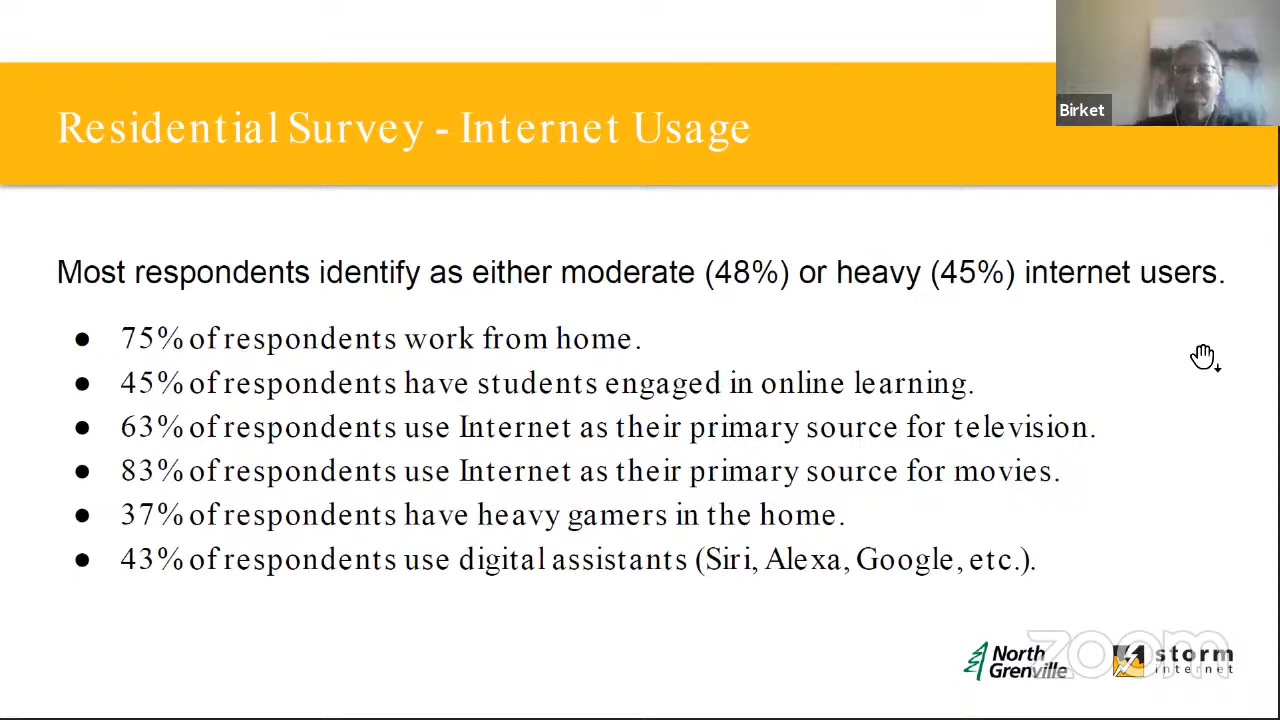 Birket
Residential Survey - Internet Usage
Most respondents identify as either moderate (48%) or heavy (45%) internet users.
● 75% of respondents work from home.
● 45% of respondents have students engaged in online learning.
● 63% of respondents use Internet as their primary source for television.
● 83% of respondents use Internet as their primary source for movies.
● 37% of respondents have heavy gamers in the home.
● 43% of respondents use digital assistants (Siri, Alexa, Google, etc.).
North
Grenville
zoom
storm
internet